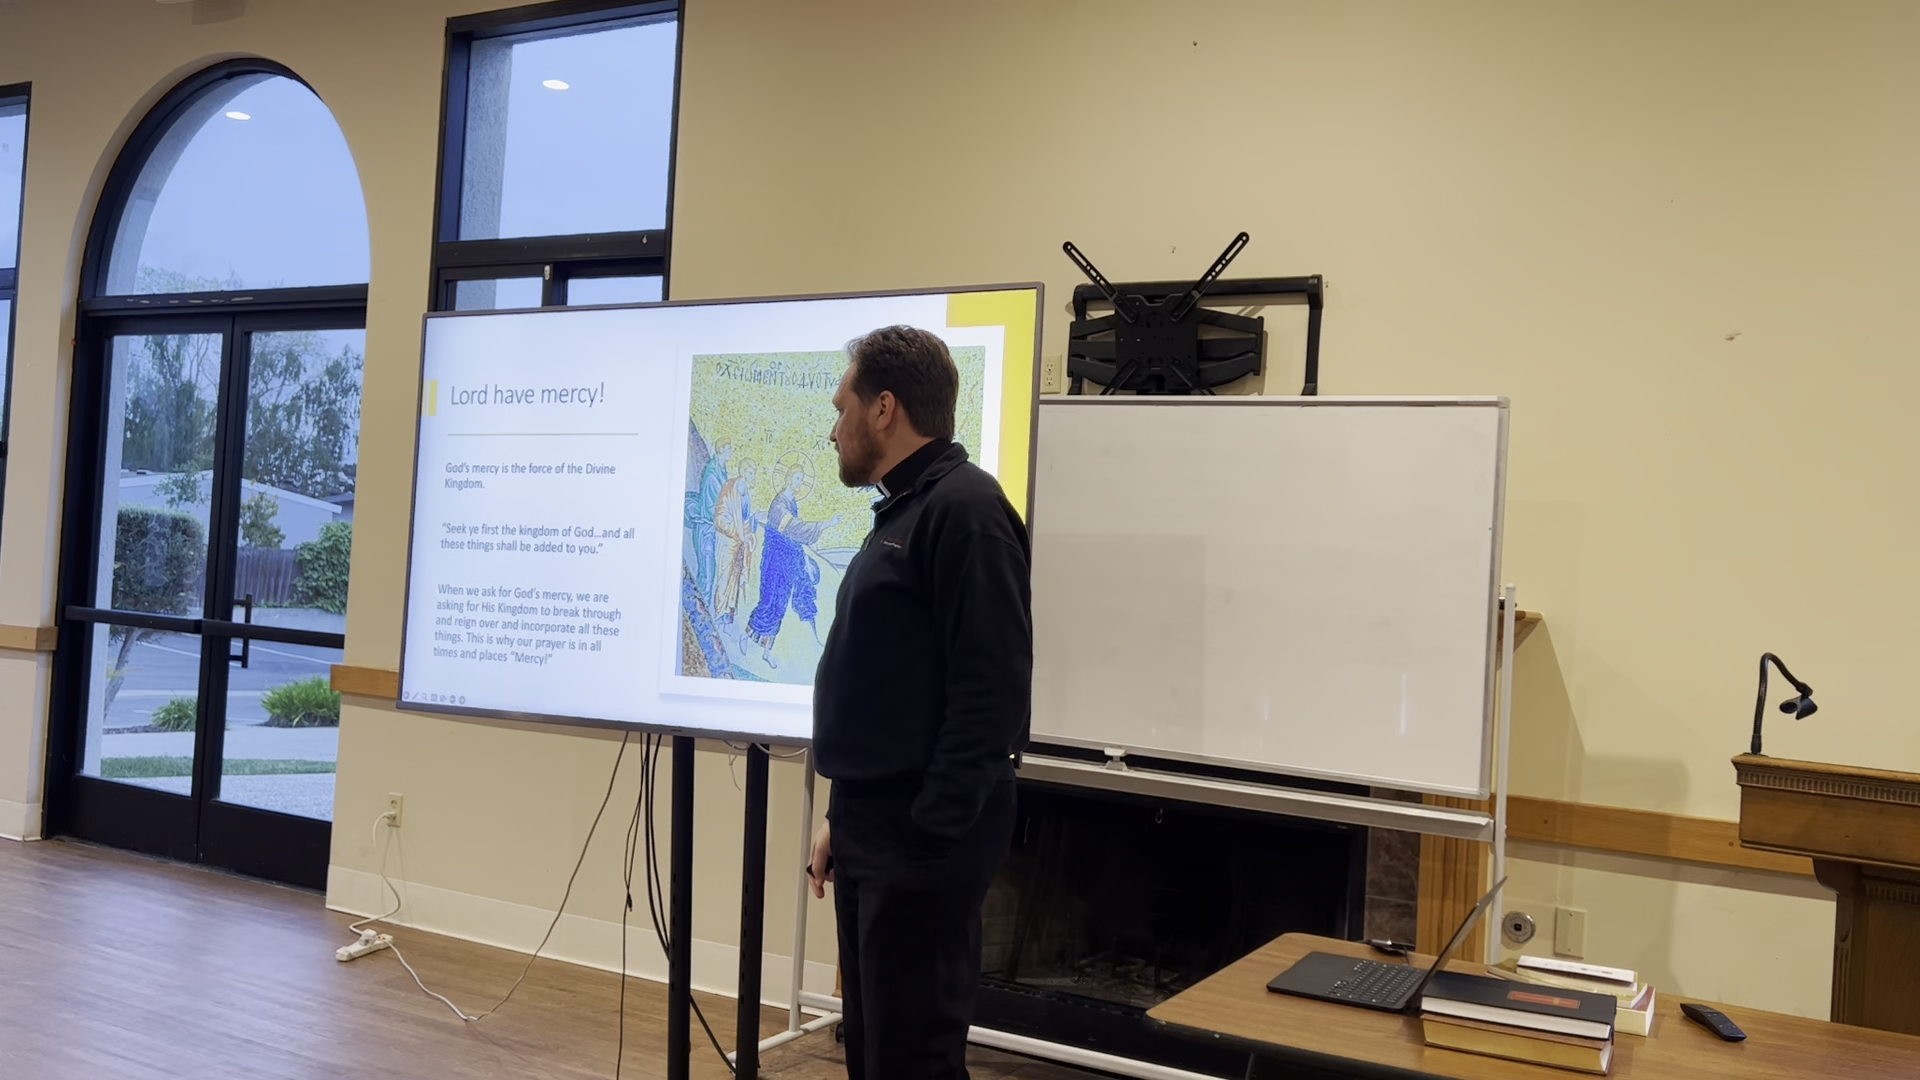 Lord have mercy!
God's mercy is the force of the Divine
Kingdom.
"Seek ye first the kingdom of God...and all
these things shall be added to you."
When we ask for God's mercy, we are
asking for His Kingdom to break through
and reign over and incorporate all these
things. This is why our prayer is in all
times and places "Mercy!"